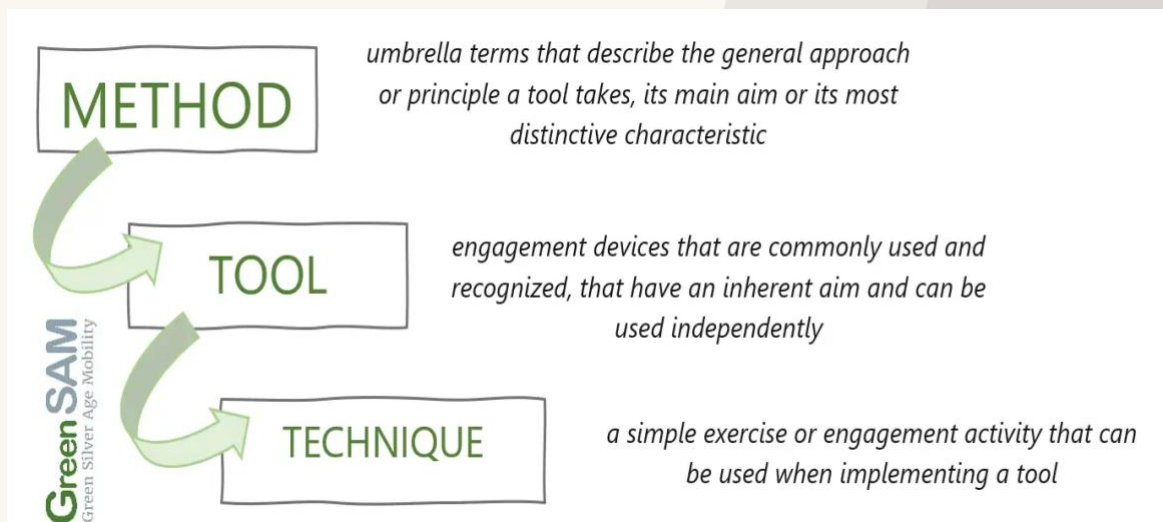 METHOD
umbrella terms that describe the general approach
or principle a tool takes, its main aim or its most
distinctive characteristic
TOOL
engagement devices that are commonly used and
recognized, that have an inherent aim and can be
used independently
TECHNIQUE
a simple exercise or engagement activity that can
be used when implementing a tool
GreenSAM
Green Silver Age Mobility